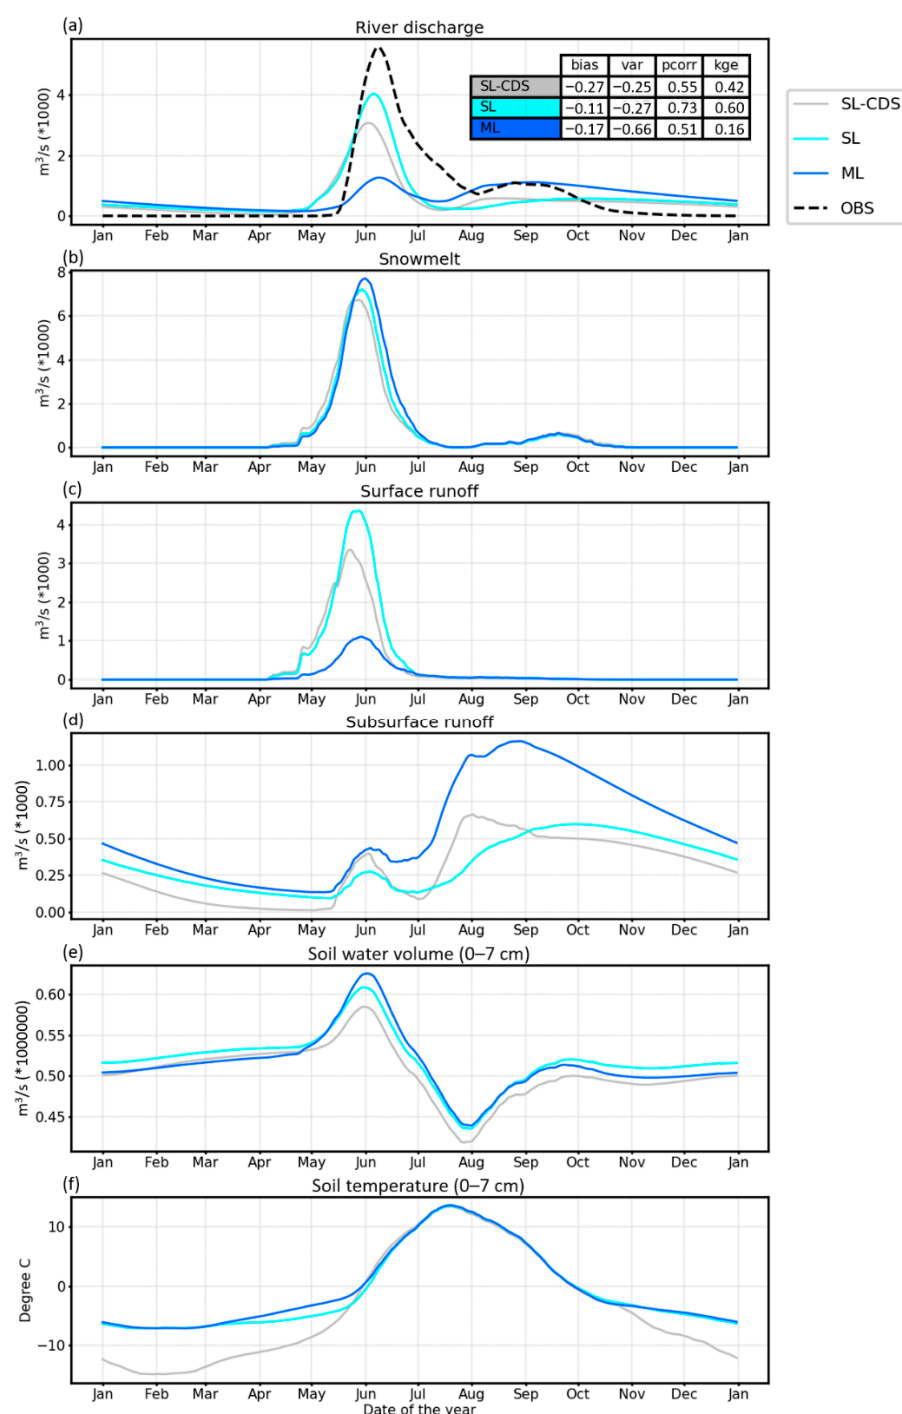 (a)
River discharge
bias var pcorr kge
SL-CDS −0.27 −0.25 0.55 0.42
SL −0.11 −0.27 0.73 0.60
ML −0.17 −0.66 0.51 0.16
SL-CDS
SL
ML
OBS
m³/s (*1000)
4
2
0
Jan Feb Mar Apr May Jun Jul Aug Sep Oct Nov Dec Jan
(b)
Snowmelt
m³/s (*1000)
8
6
4
2
0
Jan Feb Mar Apr May Jun Jul Aug Sep Oct Nov Dec Jan
(c)
Surface runoff
m³/s (*1000)
4
3
2
1
0
Jan Feb Mar Apr May Jun Jul Aug Sep Oct Nov Dec Jan
(d)
Subsurface runoff
m³/s (*1000)
1.00
0.75
0.50
0.25
0.00
Jan Feb Mar Apr May Jun Jul Aug Sep Oct Nov Dec Jan
(e)
Soil water volume (0–7 cm)
m³/s (*1000000)
0.60
0.55
0.50
0.45
Jan Feb Mar Apr May Jun Jul Aug Sep Oct Nov Dec Jan
(f)
Soil temperature (0–7 cm)
Degree C
10
0
−10
Jan Feb Mar Apr May Jun Jul Aug Sep Oct Nov Dec Jan
Date of the year